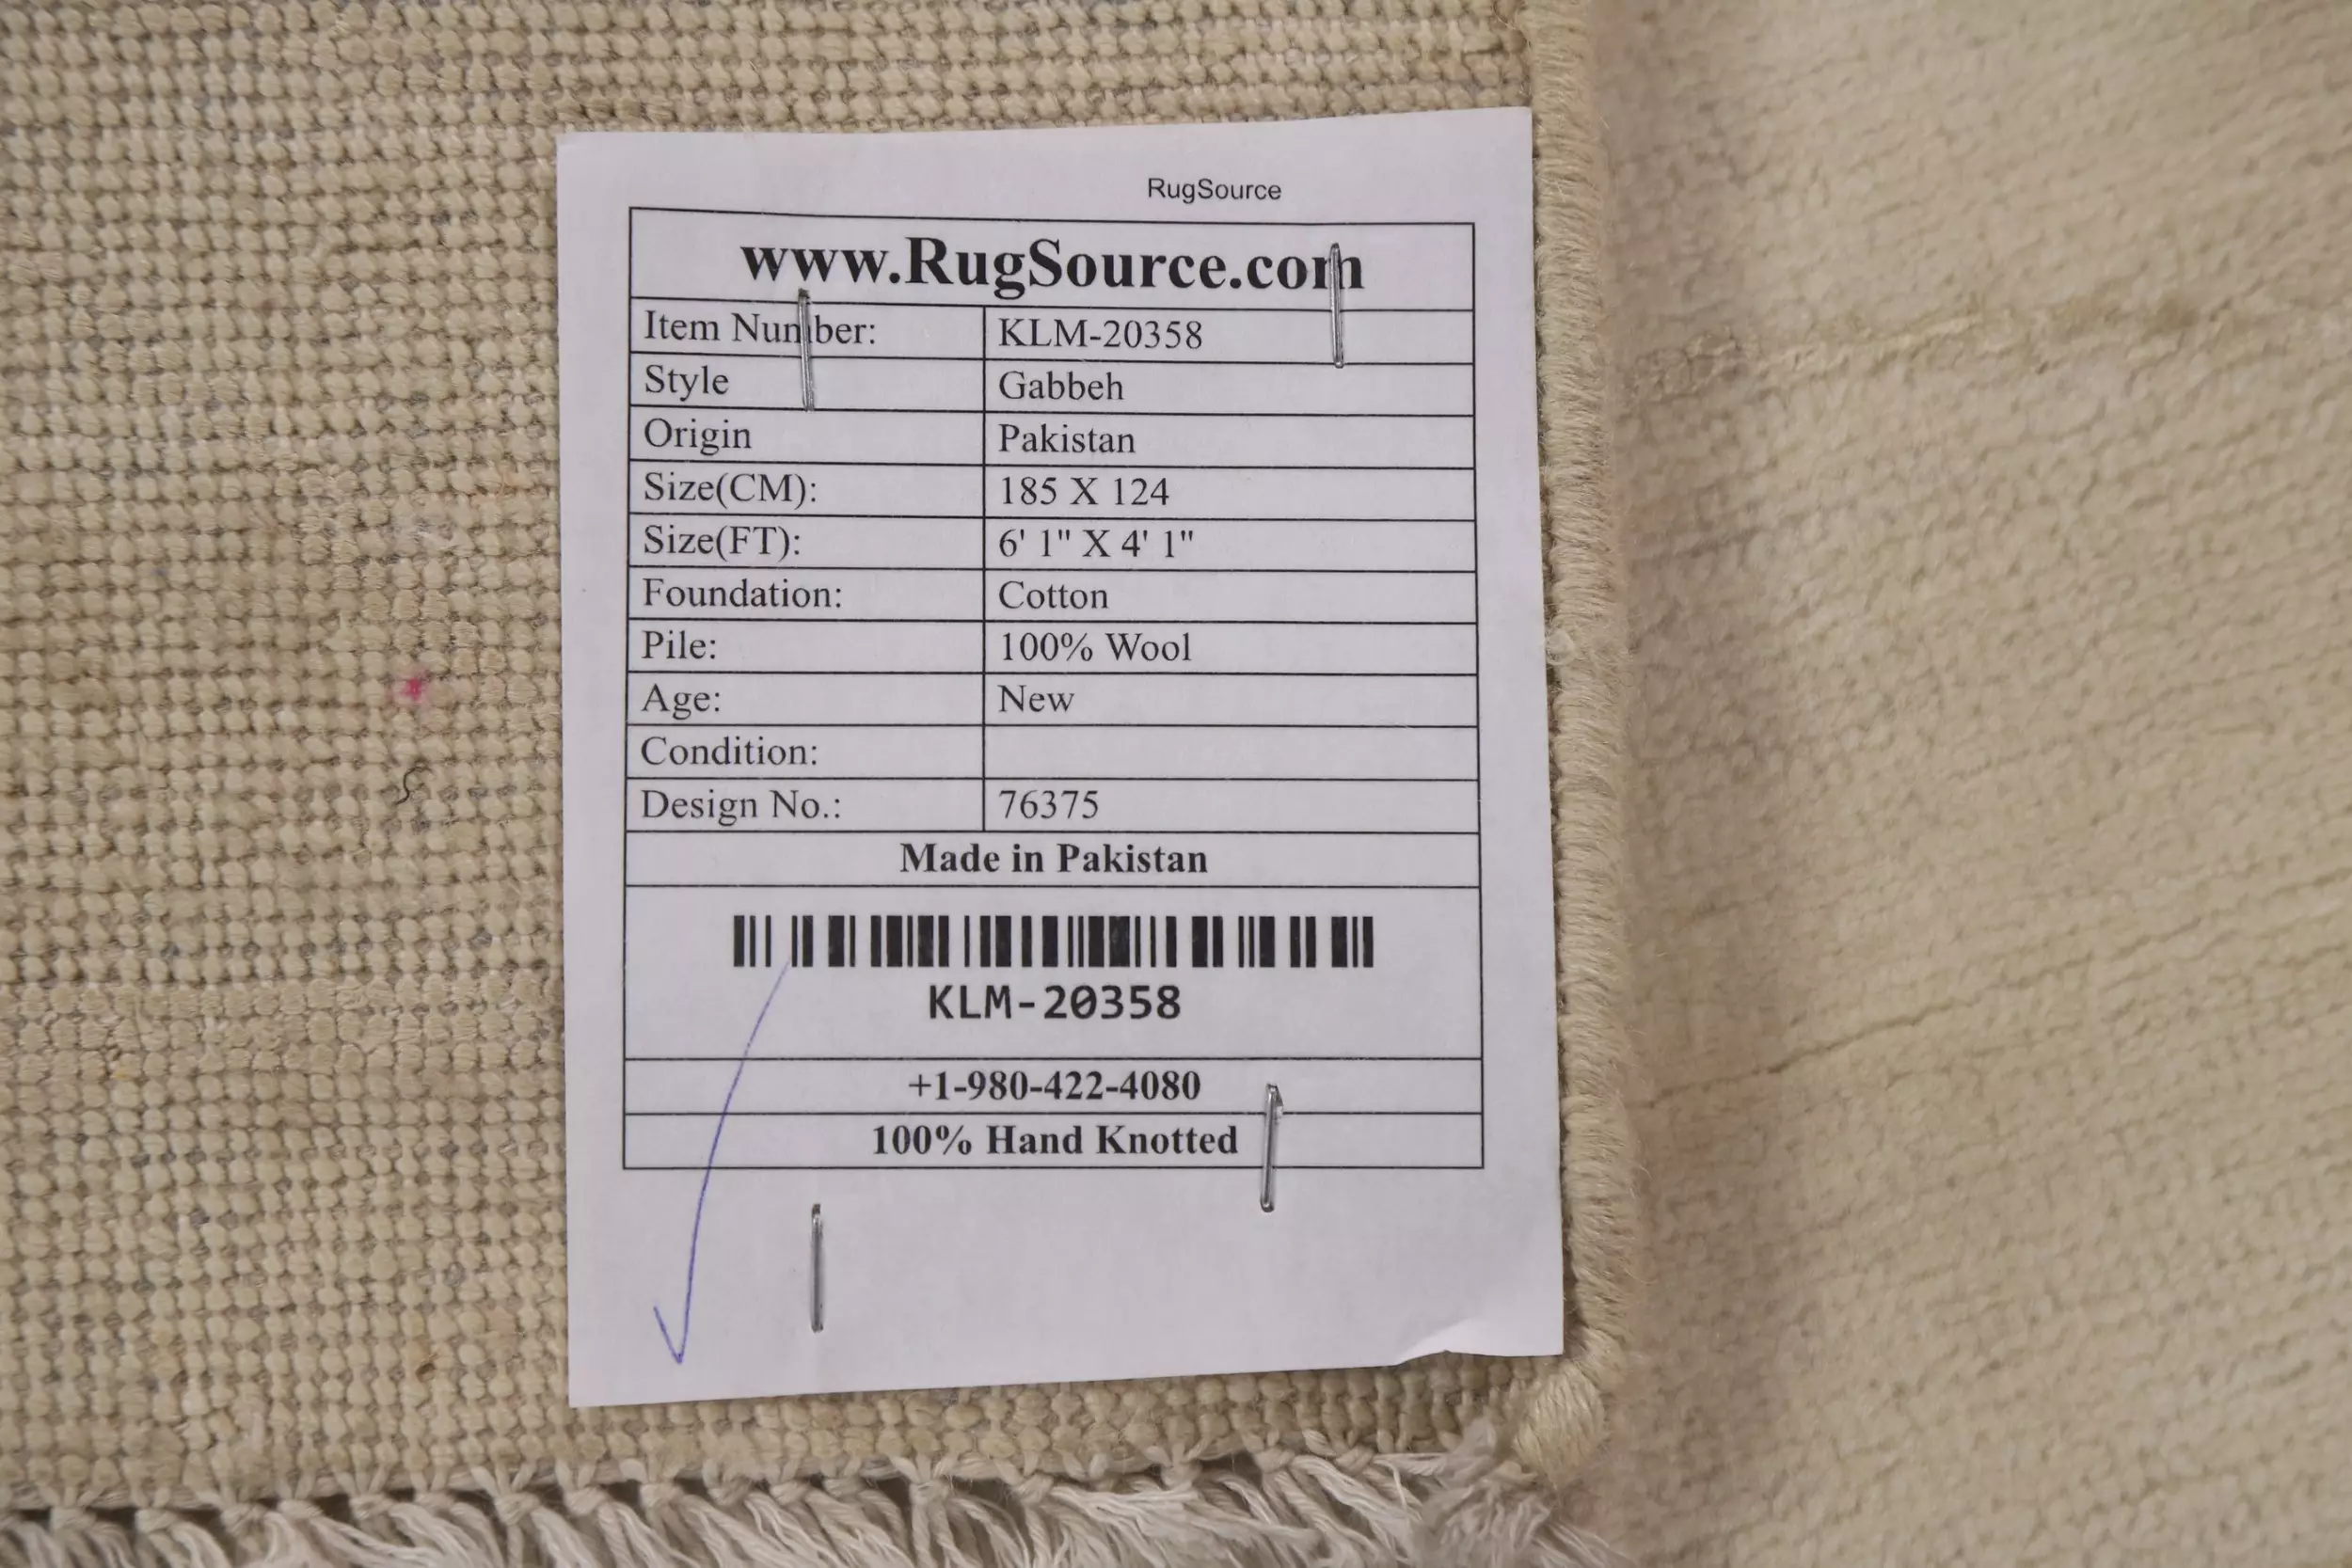 RugSource
www.RugSource.com
Item Number: KLM-20358
Style Gabbeh
Origin Pakistan
Size(CM): 185 X 124
Size(FT): 6' 1" X 4' 1"
Foundation: Cotton
Pile: 100% Wool
Age: New
Condition:
Design No.: 76375
Made in Pakistan
KLM-20358
+1-980-422-4080
100% Hand Knotted